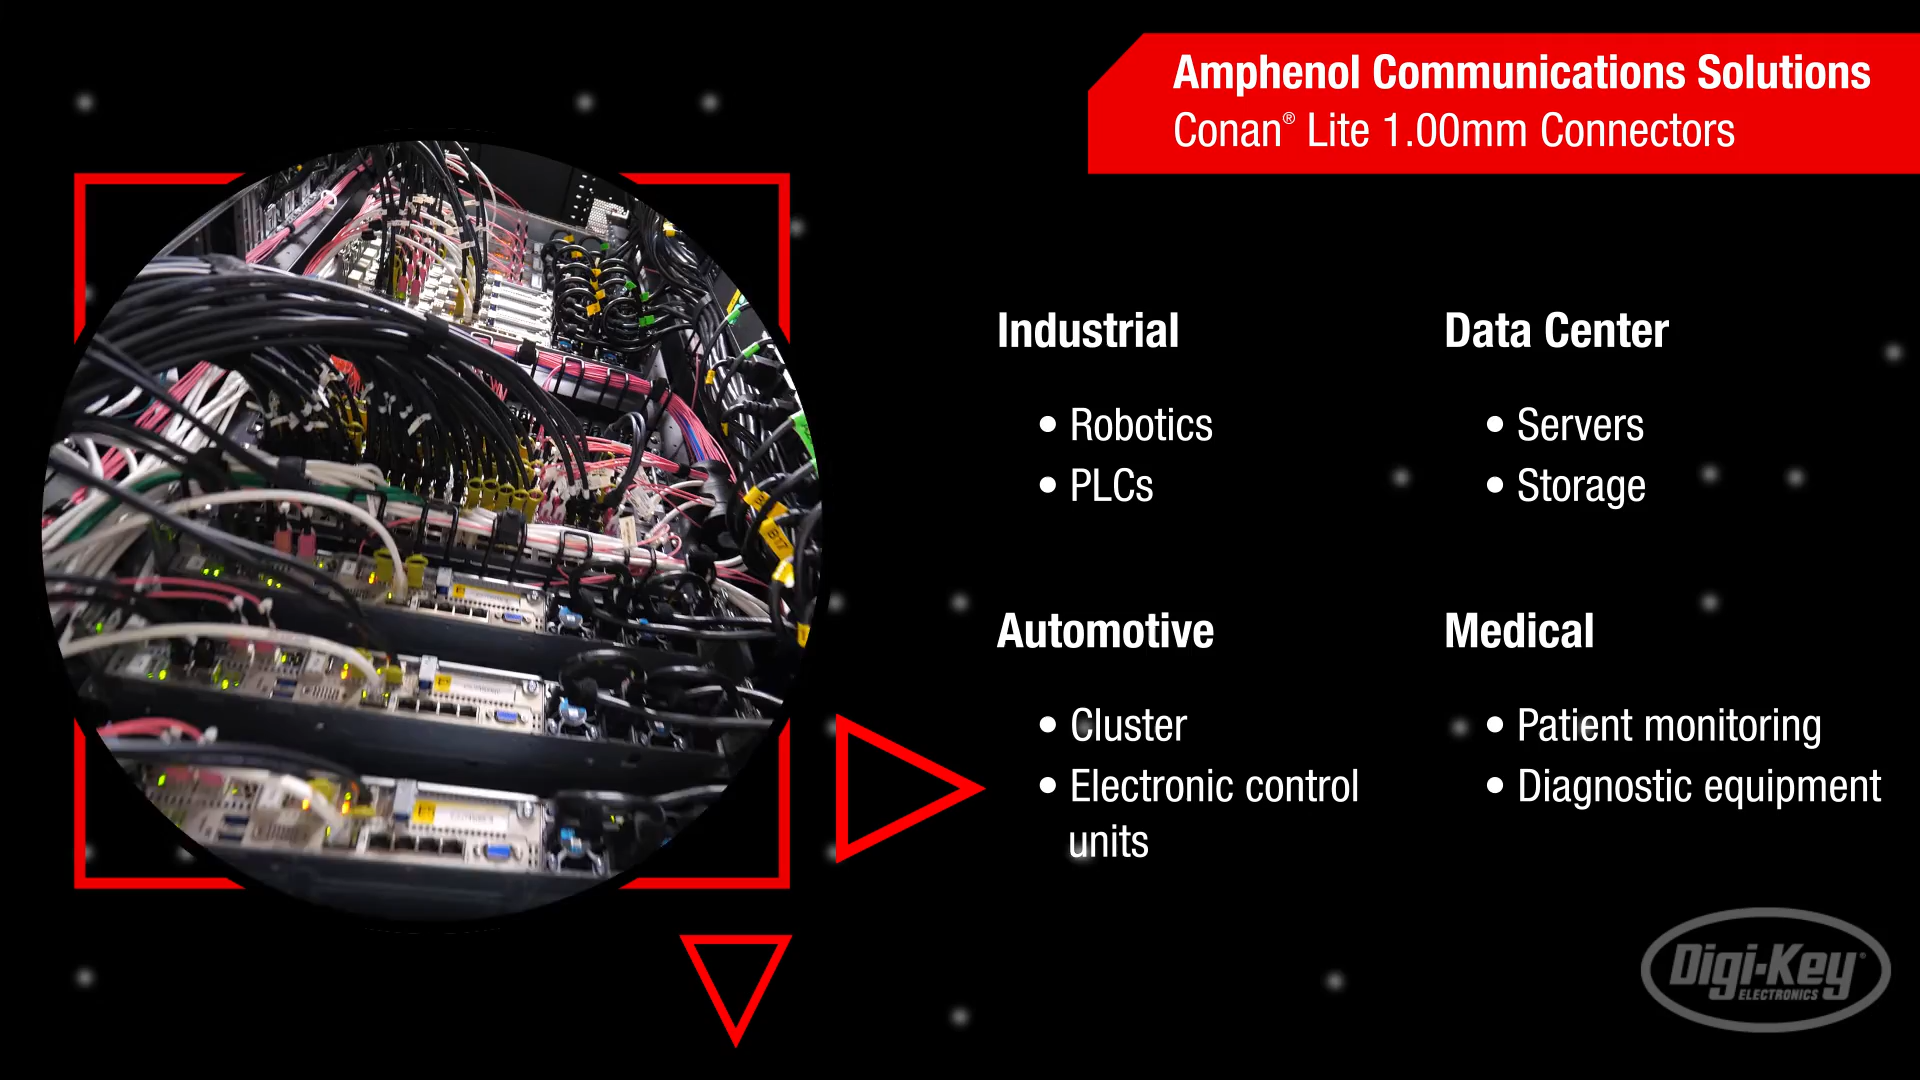 Amphenol Communications Solutions
Conan® Lite 1.00mm Connectors
Industrial
• Robotics
• PLCs
Data Center
• Servers
• Storage
Automotive
• Cluster
• Electronic control
units
Medical
• Patient monitoring
• Diagnostic equipment
Digi-Key®
ELECTRONICS